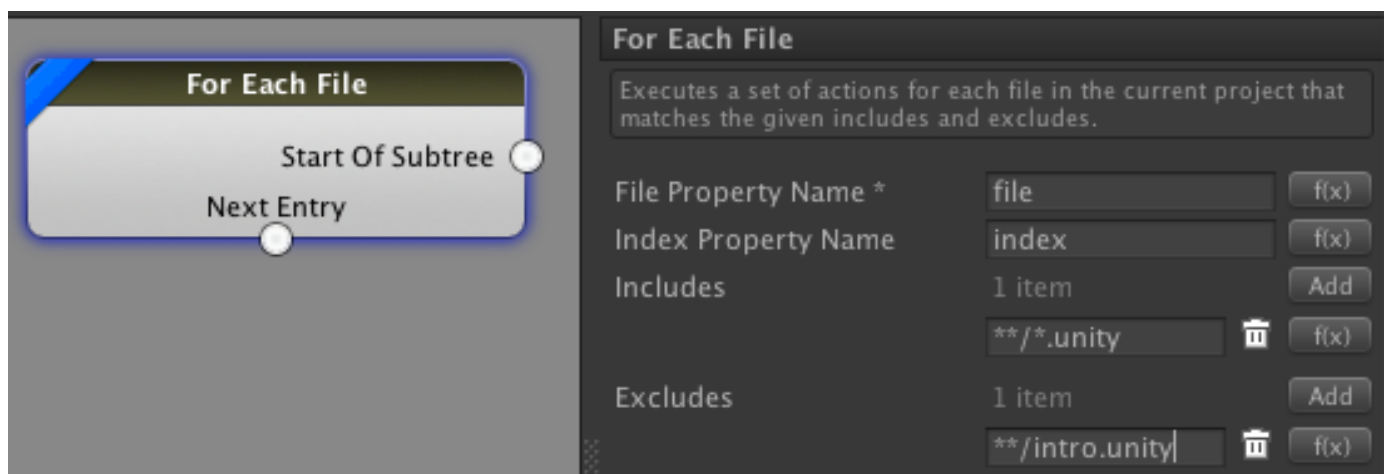 For Each File
Start Of Subtree
Next Entry
For Each File
Executes a set of actions for each file in the current project that
matches the given includes and excludes.
File Property Name * file f(x)
Index Property Name index f(x)
Includes 1 item Add
**/*.unity f(x)
Excludes 1 item Add
**/intro.unity f(x)